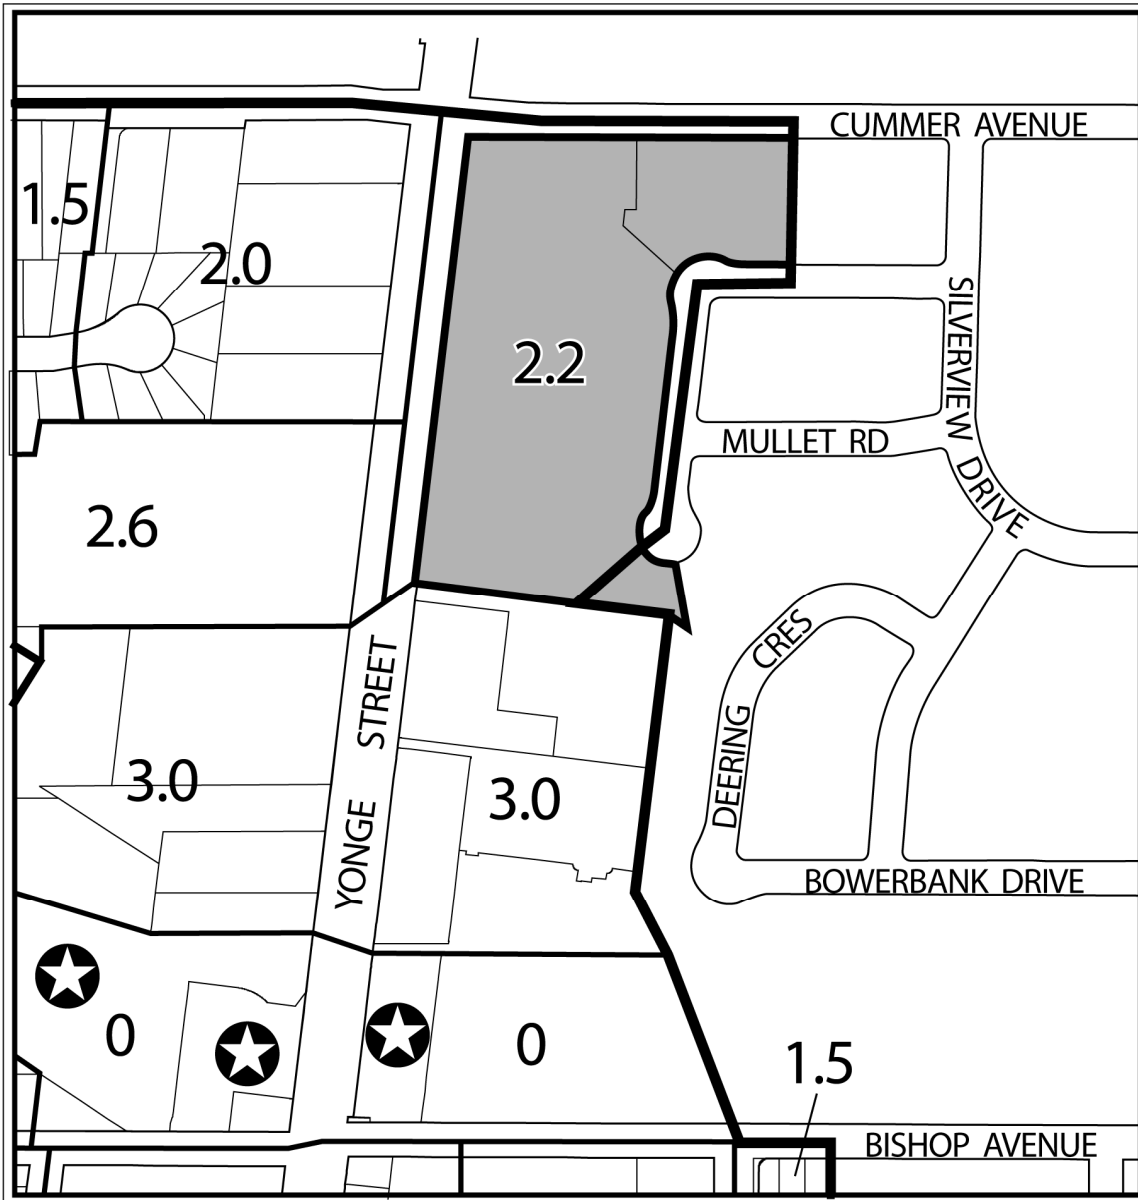 CUMMER AVENUE
1.5
2.0
2.2
SILVERVIEW DRIVE
MULLET RD
2.6
DEERING CRES
YONGE STREET
3.0
3.0
BOWERBANK DRIVE
0
0
1.5
BISHOP AVENUE